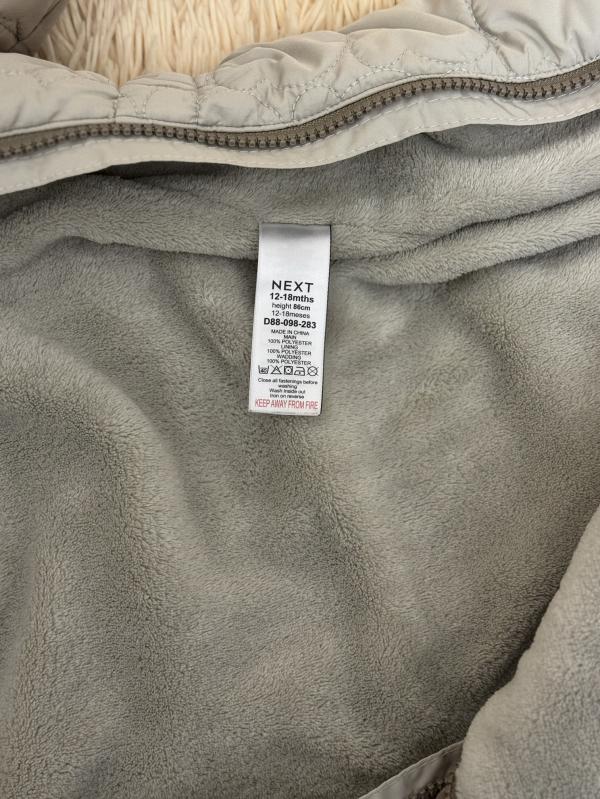 NEXT
12-18mths
height 86cm
12-18meses
D88-098-283
MADE IN CHINA
MAIN
100% POLYESTER
LINING
100% POLYESTER
WADDING
100% POLYESTER
Close all fastenings before
washing
Wash inside out
Iron on reverse
KEEP AWAY FROM FIRE